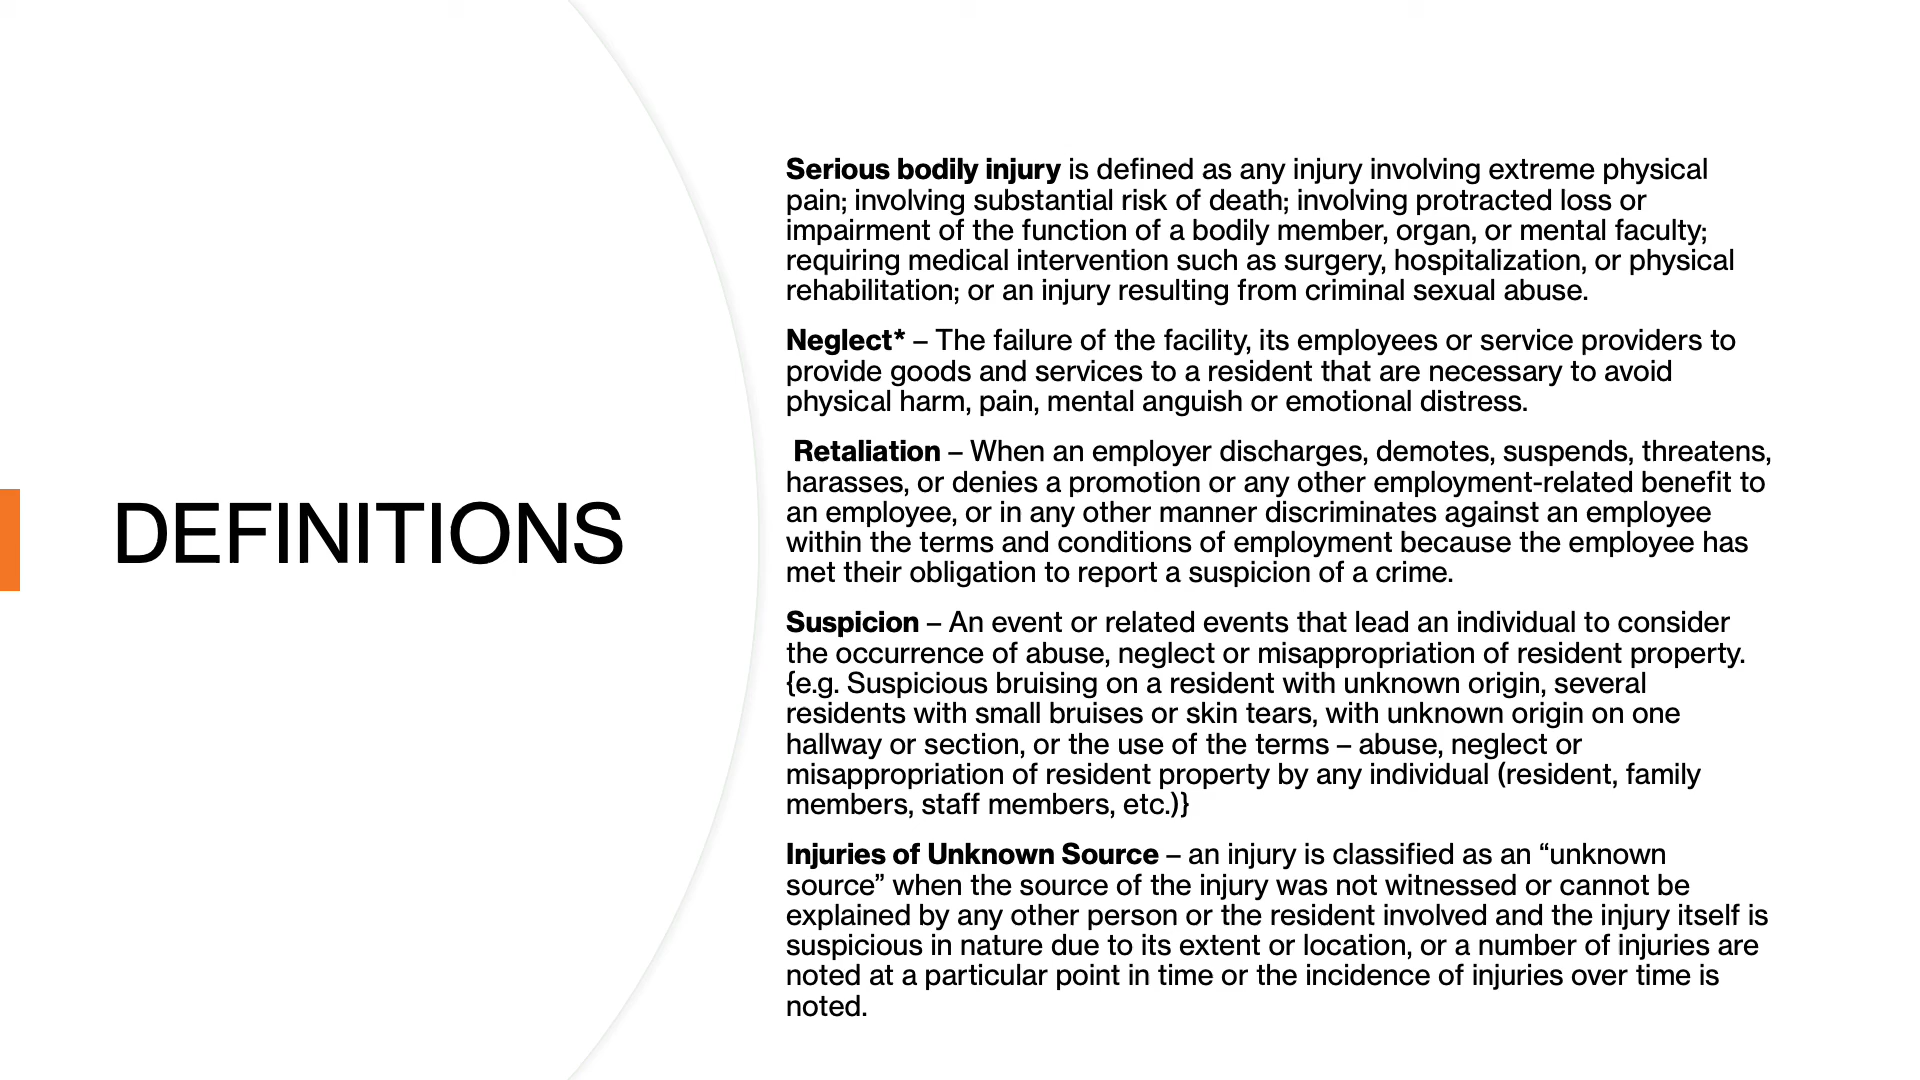 DEFINITIONS
Serious bodily injury is defined as any injury involving extreme physical
pain; involving substantial risk of death; involving protracted loss or
impairment of the function of a bodily member, organ, or mental faculty;
requiring medical intervention such as surgery, hospitalization, or physical
rehabilitation; or an injury resulting from criminal sexual abuse.
Neglect* – The failure of the facility, its employees or service providers to
provide goods and services to a resident that are necessary to avoid
physical harm, pain, mental anguish or emotional distress.
Retaliation – When an employer discharges, demotes, suspends, threatens,
harasses, or denies a promotion or any other employment-related benefit to
an employee, or in any other manner discriminates against an employee
within the terms and conditions of employment because the employee has
met their obligation to report a suspicion of a crime.
Suspicion – An event or related events that lead an individual to consider
the occurrence of abuse, neglect or misappropriation of resident property.
{e.g. Suspicious bruising on a resident with unknown origin, several
residents with small bruises or skin tears, with unknown origin on one
hallway or section, or the use of the terms – abuse, neglect or
misappropriation of resident property by any individual (resident, family
members, staff members, etc.)}
Injuries of Unknown Source – an injury is classified as an “unknown
source” when the source of the injury was not witnessed or cannot be
explained by any other person or the resident involved and the injury itself is
suspicious in nature due to its extent or location, or a number of injuries are
noted at a particular point in time or the incidence of injuries over time is
noted.